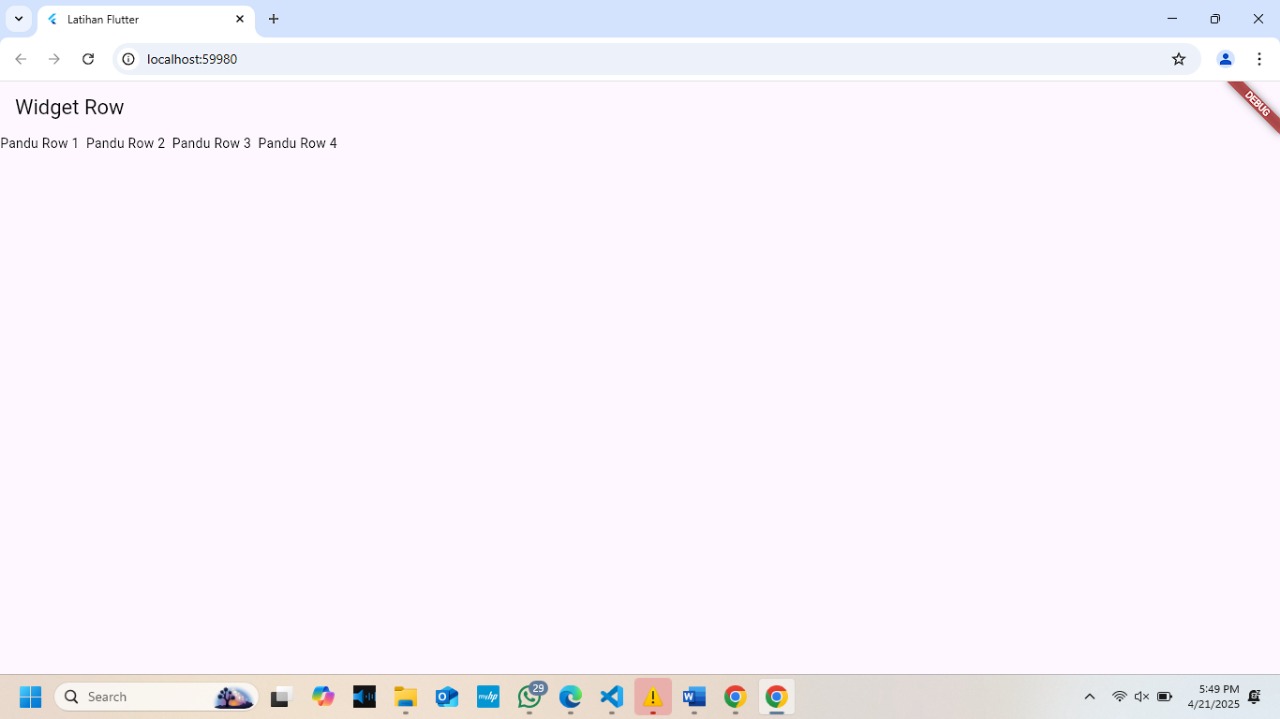 Latihan Flutter
localhost:59980
Widget Row
DEBUG
Pandu Row 1 Pandu Row 2 Pandu Row 3 Pandu Row 4
Search
myhp
29
5:49 PM
4/21/2025